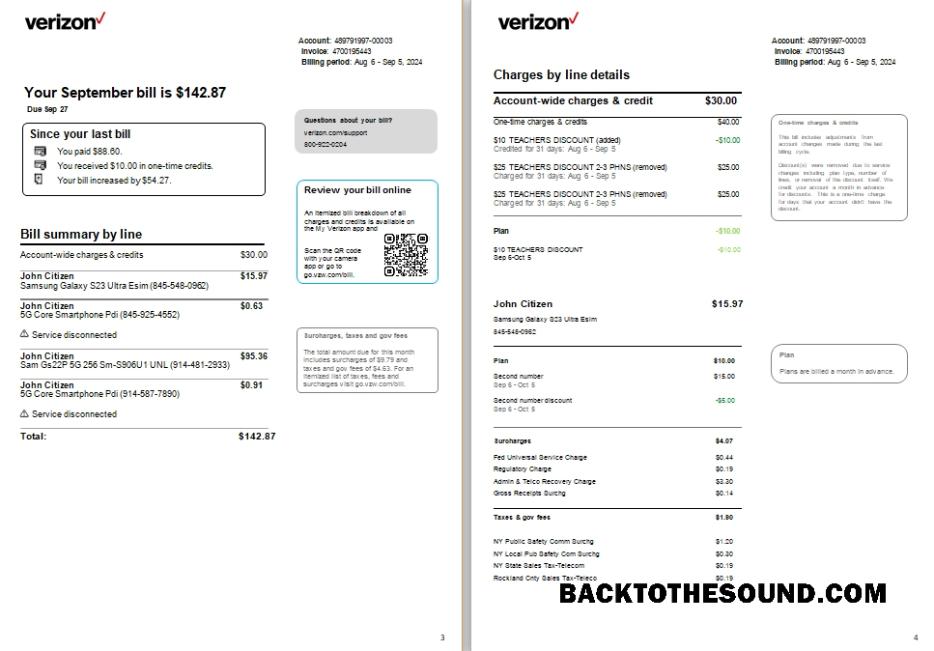 verizon
Account: 489791997-00003
Invoice: 4700195443
Billing period: Aug 6 - Sep 5, 2024
Your September bill is $142.87
Due Sep 27
Since your last bill
You paid $88.60.
You received $10.00 in one-time credits.
Your bill increased by $54.27.
Questions about your bill?
verizon.com/support
800-922-0204
Review your bill online
An itemized bill breakdown of all
charges and credits is available on
the My Verizon app and
Scan the QR code
with your camera
app or go to
go.vzw.com/bill.
Bill summary by line
Account-wide charges & credits $30.00
John Citizen $15.97
Samsung Galaxy S23 Ultra Esim (845-548-0962)
John Citizen $0.63
5G Core Smartphone Pdi (845-925-4552)
Service disconnected
John Citizen $95.36
Sam Gs22P 5G 256 Sm-S906U1 UNL (914-481-2933)
John Citizen $0.91
5G Core Smartphone Pdi (914-587-7890)
Service disconnected
Total: $142.87
Surcharges, taxes and gov fees
The total amount due for this month
includes surcharges of $9.79 and
taxes and gov fees of $4.63. For an
itemized list of taxes, fees and
surcharges visit go.vzw.com/bill.
3
verizon
Account: 489791997-00003
Invoice: 4700195443
Billing period: Aug 6 - Sep 5, 2024
Charges by line details
Account-wide charges & credit $30.00
One-time charges & credits $40.00
$10 TEACHERS DISCOUNT (added) -$10.00
Credited for 31 days: Aug 6 - Sep 5
$25 TEACHERS DISCOUNT 2-3 PHNS (removed) $25.00
Charged for 31 days: Aug 6 - Sep 5
$25 TEACHERS DISCOUNT 2-3 PHNS (removed) $25.00
Charged for 31 days; Aug 6 - Sep 5
Plan -$10.00
$10 TEACHERS DISCOUNT -$10.00
Sep 6-Oct 5
One-time charges & credits
This bill includes adjustments from
account changes made during the last
billing cycle.
Discount(s) were removed due to service
changes including plan type, number of
lines, or removal of the discount itself. We
credit your account a month in advance
for discounts. This is a one-time charge
for days that your account didn't have the
discount.
John Citizen $15.97
Samsung Galaxy S23 Ultra Esim
845-548-0962
Plan $10.00
Second number $15.00
Sep 6 - Oct 5
Second number discount -$5.00
Sep 6 - Oct 5
Plan
Plans are billed a month in advance.
Surcharges $4.07
Fed Universal Service Charge $0.44
Regulatory Charge $0.19
Admin & Telco Recovery Charge $3.30
Gross Receipts Surchg $0.14
Taxes & gov fees $1.90
NY Public Safety Comm Surchg $1.20
NY Local Pub Safety Com Surchg $0.30
NY State Sales Tax-Telecom $0.19
Rockland Cnty Sales Tax-Teleco $0.19
BACKTOTHESOUND.COM
4